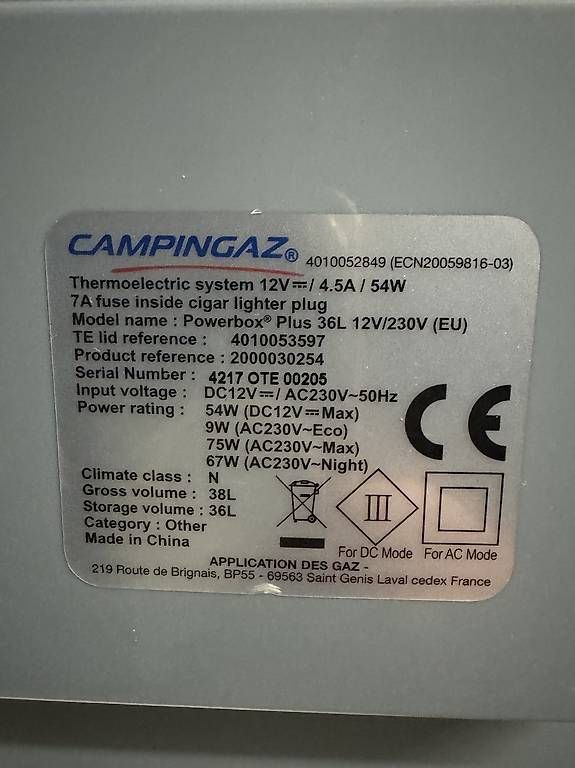 CAMPINGAZ® 4010052849 (ECN20059816-03)
Thermoelectric system 12V⎓/ 4.5A / 54W
7A fuse inside cigar lighter plug
Model name : Powerbox® Plus 36L 12V/230V (EU)
TE lid reference : 4010053597
Product reference : 2000030254
Serial Number : 4217 OTE 00205
Input voltage : DC12V⎓/ AC230V~50Hz
Power rating : 54W (DC12V⎓Max)
9W (AC230V~Eco)
75W (AC230V~Max)
67W (AC230V~Night)
CE
Climate class : N
Gross volume : 38L
Storage volume : 36L
Category : Other
Made in China
III
For DC Mode For AC Mode
APPLICATION DES GAZ -
219 Route de Brignais, BP55 - 69563 Saint Genis Laval cedex France